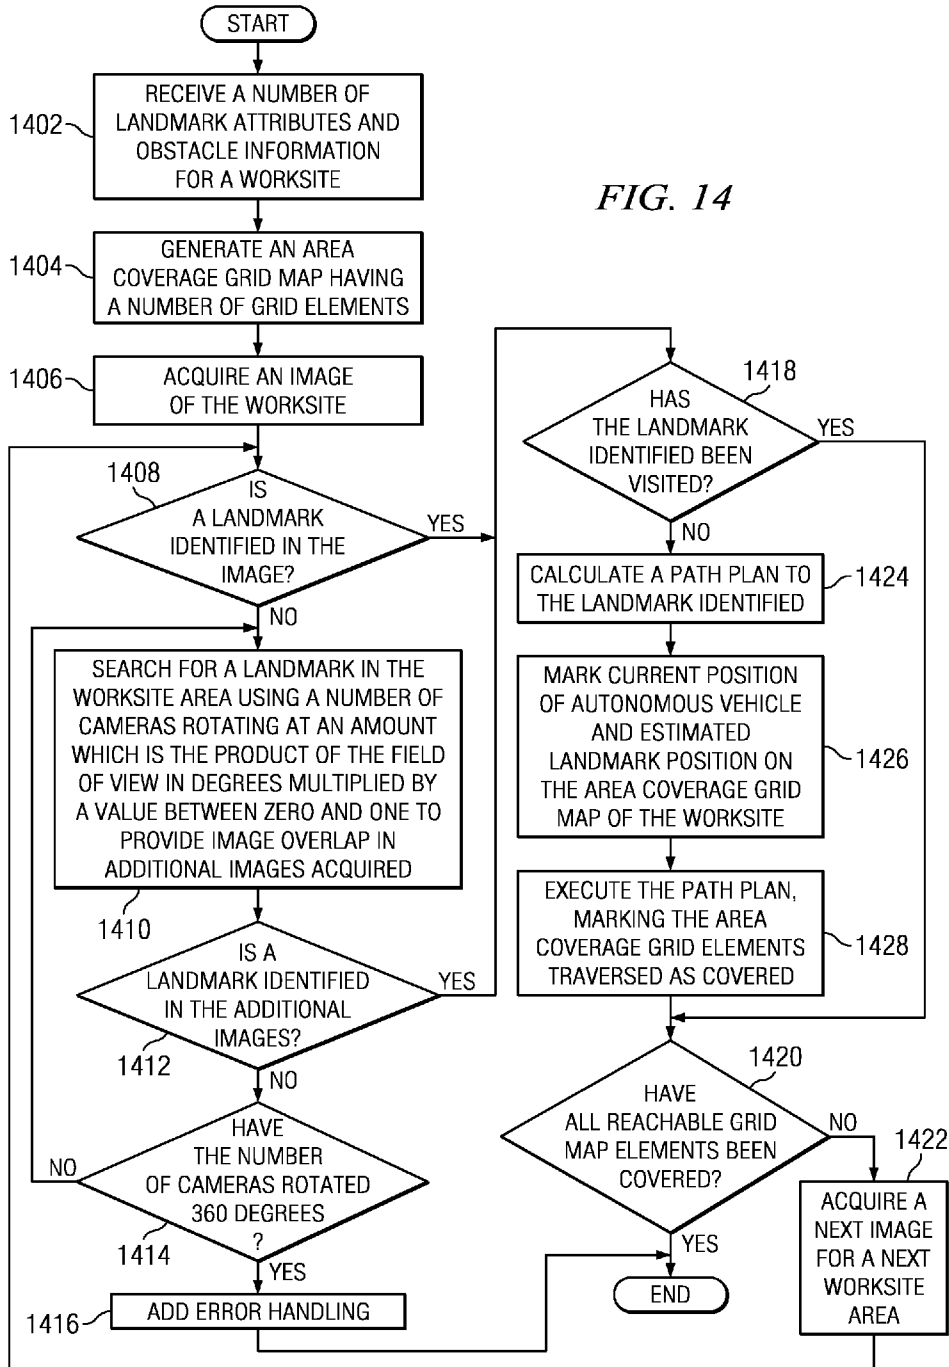 START
1402
RECEIVE A NUMBER OF
LANDMARK ATTRIBUTES AND
OBSTACLE INFORMATION
FOR A WORKSITE
FIG. 14
1404
GENERATE AN AREA
COVERAGE GRID MAP HAVING
A NUMBER OF GRID ELEMENTS
1406
ACQUIRE AN IMAGE
OF THE WORKSITE
1408
IS
A LANDMARK
IDENTIFIED IN THE
IMAGE?
YES
NO
SEARCH FOR A LANDMARK IN THE
WORKSITE AREA USING A NUMBER OF
CAMERAS ROTATING AT AN AMOUNT
WHICH IS THE PRODUCT OF THE FIELD
OF VIEW IN DEGREES MULTIPLIED BY
A VALUE BETWEEN ZERO AND ONE TO
PROVIDE IMAGE OVERLAP IN
ADDITIONAL IMAGES ACQUIRED
1410
IS A
LANDMARK IDENTIFIED
IN THE ADDITIONAL
IMAGES?
YES
1412
NO
HAVE
THE NUMBER
OF CAMERAS ROTATED
360 DEGREES
?
NO
1414
YES
ADD ERROR HANDLING
1416
1418
HAS
THE LANDMARK
IDENTIFIED BEEN
VISITED?
YES
NO
CALCULATE A PATH PLAN TO
THE LANDMARK IDENTIFIED
1424
MARK CURRENT POSITION
OF AUTONOMOUS VEHICLE
AND ESTIMATED
LANDMARK POSITION ON
THE AREA COVERAGE GRID
MAP OF THE WORKSITE
1426
EXECUTE THE PATH PLAN,
MARKING THE AREA
COVERAGE GRID ELEMENTS
TRAVERSED AS COVERED
1428
1420
HAVE
ALL REACHABLE GRID
MAP ELEMENTS BEEN
COVERED?
NO
YES
END
1422
ACQUIRE A
NEXT IMAGE
FOR A NEXT
WORKSITE
AREA